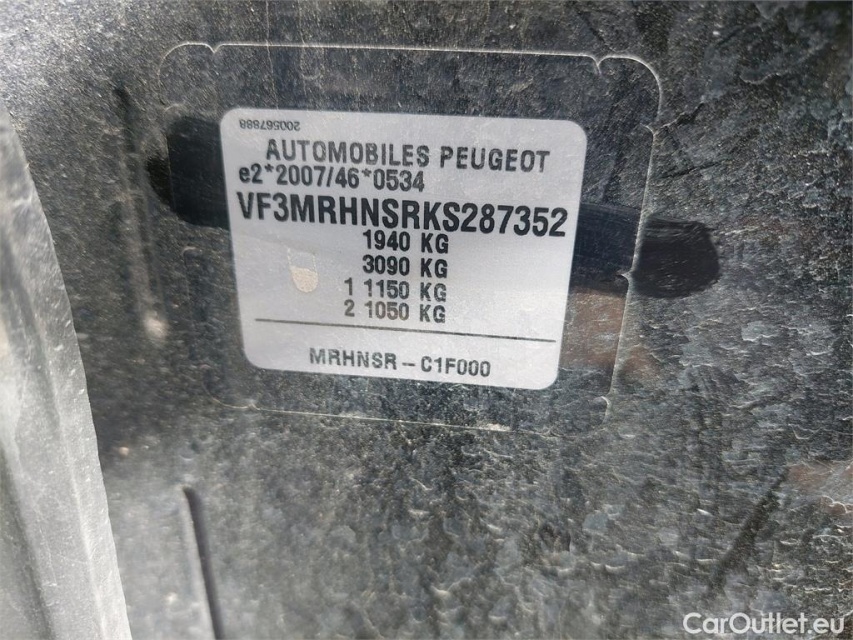 200567888
AUTOMOBILES PEUGEOT
e2*2007/46*0534
VF3MRHNSRKS287352
1940 KG
3090 KG
1 1150 KG
2 1050 KG
MRHNSR - C1F000
CarOutlet.eu